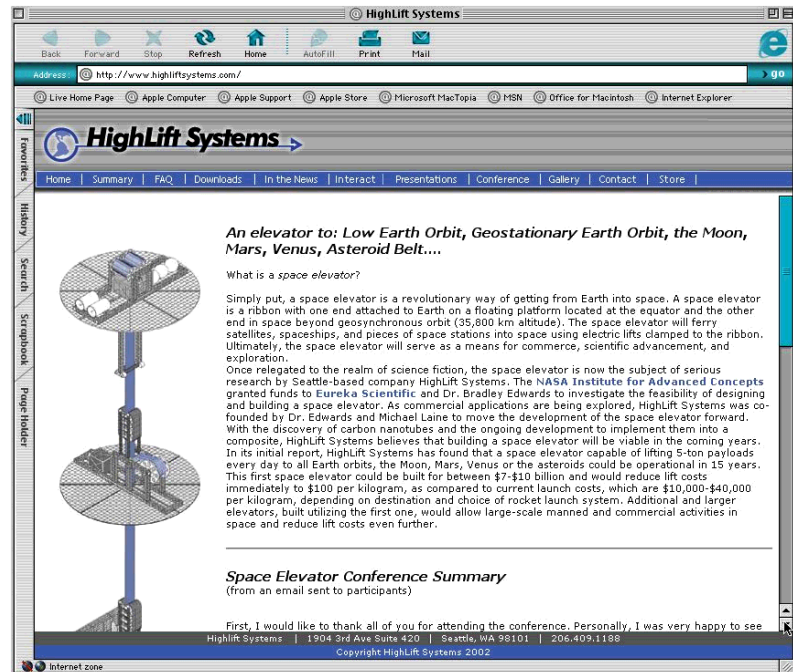 HighLift Systems
Back Forward Stop Refresh Home AutoFill Print Mail
Address: http://www.highliftsystems.com/ go
Live Home Page Apple Computer Apple Support Apple Store Microsoft MacTopia MSN Office for Macintosh Internet Explorer
Favorites
History
Search
Scrapbook
Page Holder
HighLift Systems
Home | Summary | FAQ | Downloads | In the News | Interact | Presentations | Conference | Gallery | Contact | Store |
An elevator to: Low Earth Orbit, Geostationary Earth Orbit, the Moon,
Mars, Venus, Asteroid Belt....
What is a space elevator?
Simply put, a space elevator is a revolutionary way of getting from Earth into space. A space elevator
is a ribbon with one end attached to Earth on a floating platform located at the equator and the other
end in space beyond geosynchronous orbit (35,800 km altitude). The space elevator will ferry
satellites, spaceships, and pieces of space stations into space using electric lifts clamped to the ribbon.
Ultimately, the space elevator will serve as a means for commerce, scientific advancement, and
exploration.
Once relegated to the realm of science fiction, the space elevator is now the subject of serious
research by Seattle-based company HighLift Systems. The NASA Institute for Advanced Concepts
granted funds to Eureka Scientific and Dr. Bradley Edwards to investigate the feasibility of designing
and building a space elevator. As commercial applications are being explored, HighLift Systems was co-
founded by Dr. Edwards and Michael Laine to move the development of the space elevator forward.
With the discovery of carbon nanotubes and the ongoing development to implement them into a
composite, HighLift Systems believes that building a space elevator will be viable in the coming years.
In its initial report, HighLift Systems has found that a space elevator capable of lifting 5-ton payloads
every day to all Earth orbits, the Moon, Mars, Venus or the asteroids could be operational in 15 years.
This first space elevator could be built for between $7-$10 billion and would reduce lift costs
immediately to $100 per kilogram, as compared to current launch costs, which are $10,000-$40,000
per kilogram, depending on destination and choice of rocket launch system. Additional and larger
elevators, built utilizing the first one, would allow large-scale manned and commercial activities in
space and reduce lift costs even further.
Space Elevator Conference Summary
(from an email sent to participants)
First, I would like to thank all of you for attending the conference. Personally, I was very happy to see
Highlift Systems | 1904 3rd Ave Suite 420 | Seattle, WA 98101 | 206.409.1188
Copyright HighLift Systems 2002
Internet zone